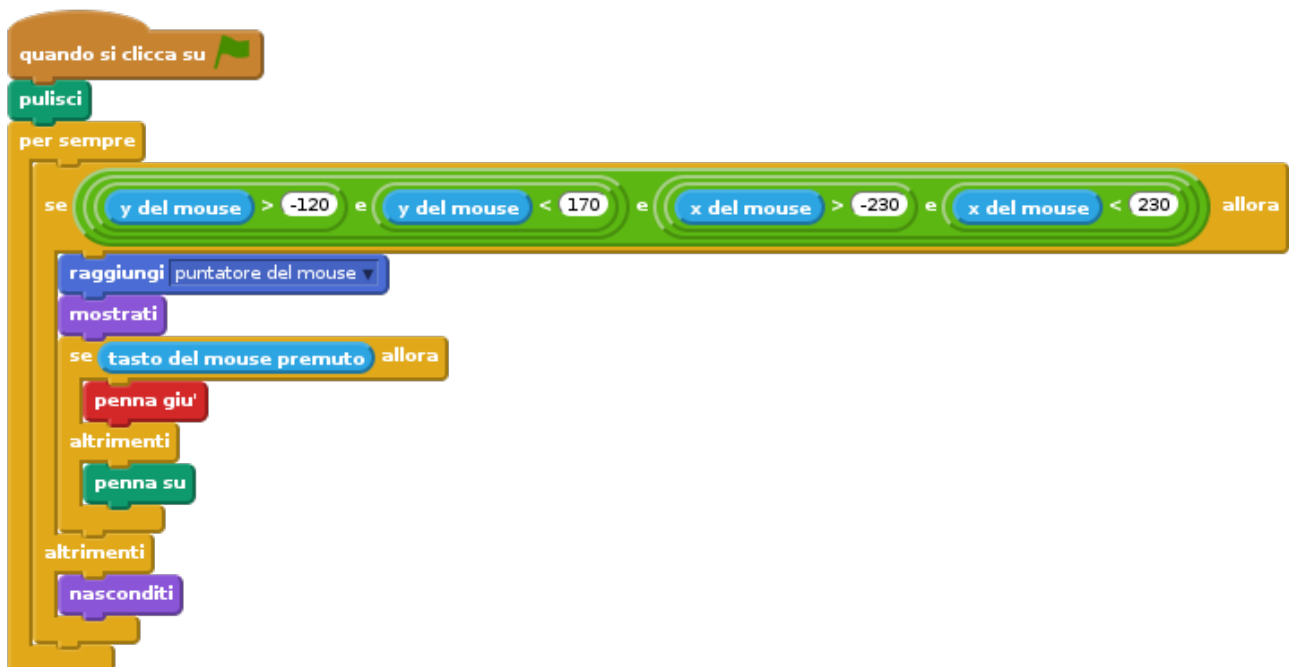 quando si clicca su
pulisci
per sempre
se y del mouse > -120 e y del mouse < 170 e x del mouse > -230 e x del mouse < 230 allora
raggiungi puntatore del mouse
mostrati
se tasto del mouse premuto allora
penna giu'
altrimenti
penna su
altrimenti
nasconditi